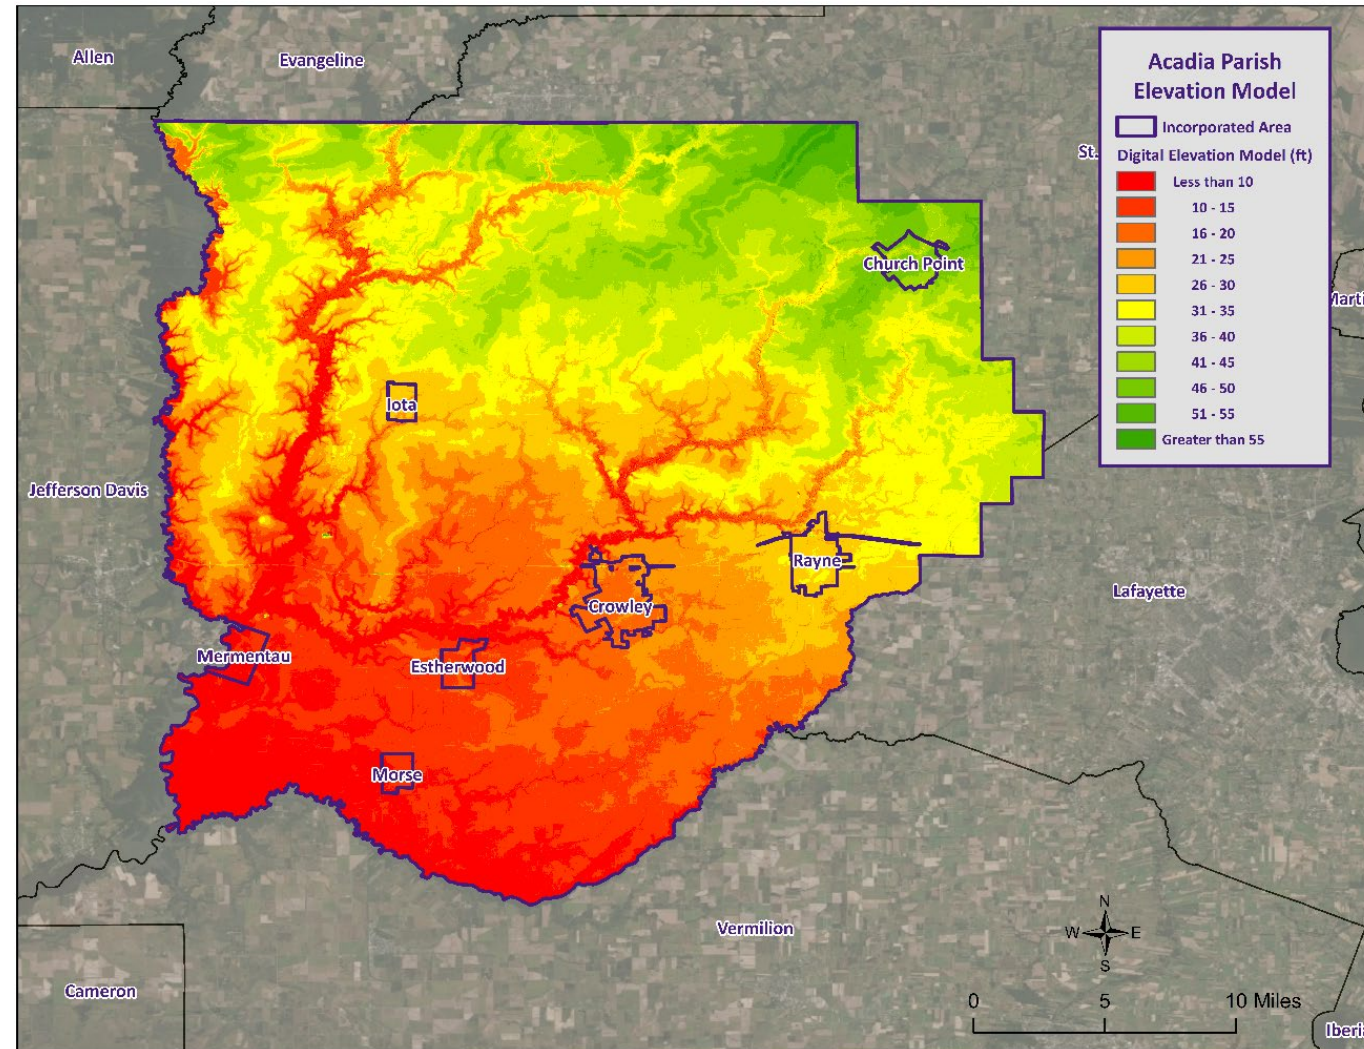 Allen
Evangeline
Acadia Parish
Elevation Model
Incorporated Area
Digital Elevation Model (ft)
Less than 10
10 - 15
16 - 20
21 - 25
26 - 30
31 - 35
36 - 40
41 - 45
46 - 50
51 - 55
Greater than 55
St.
Church Point
Marti
Iota
Jefferson Davis
Rayne
Lafayette
Crowley
Mermentau
Estherwood
Morse
Vermilion
Cameron
N
W E
S
0 5 10 Miles
Iberi